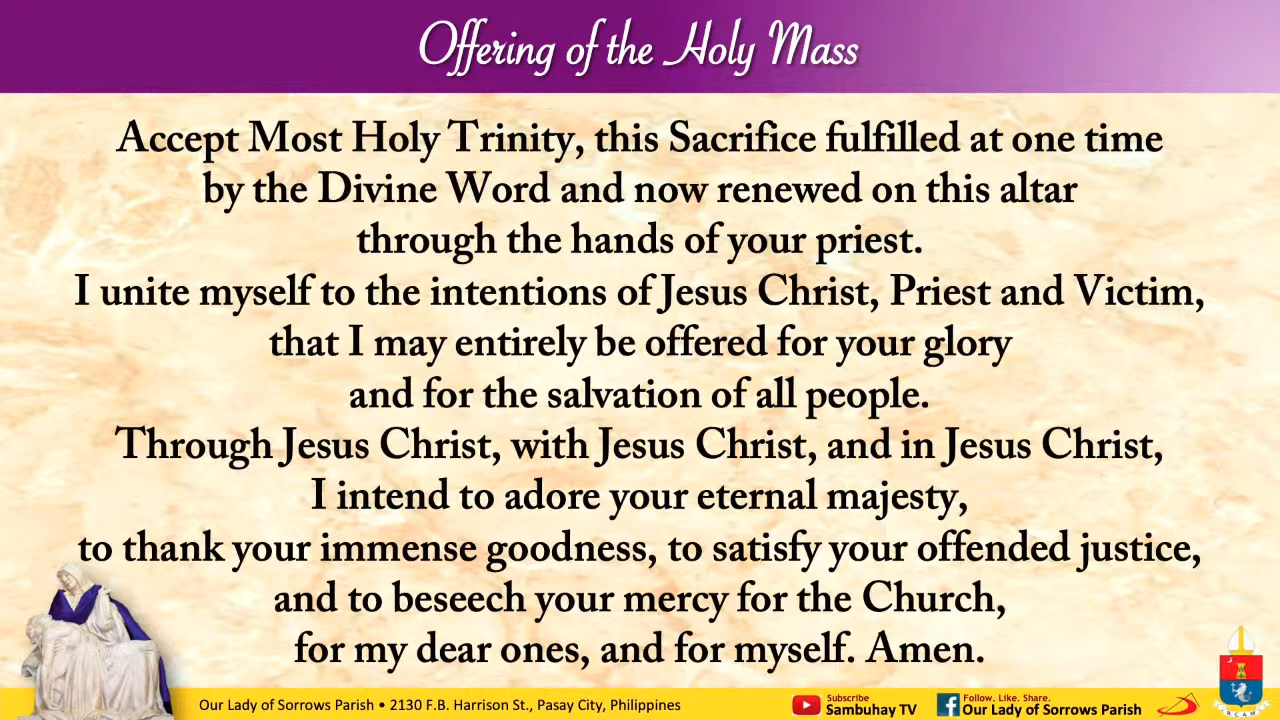 Offering of the Holy Mass
Accept Most Holy Trinity, this Sacrifice fulfilled at one time
by the Divine Word and now renewed on this altar
through the hands of your priest.
I unite myself to the intentions of Jesus Christ, Priest and Victim,
that I may entirely be offered for your glory
and for the salvation of all people.
Through Jesus Christ, with Jesus Christ, and in Jesus Christ,
I intend to adore your eternal majesty,
to thank your immense goodness, to satisfy your offended justice,
and to beseech your mercy for the Church,
for my dear ones, and for myself. Amen.
Our Lady of Sorrows Parish • 2130 F.B. Harrison St., Pasay City, Philippines
Subscribe
Sambuhay TV
Follow. Like. Share.
Our Lady of Sorrows Parish
RCAM